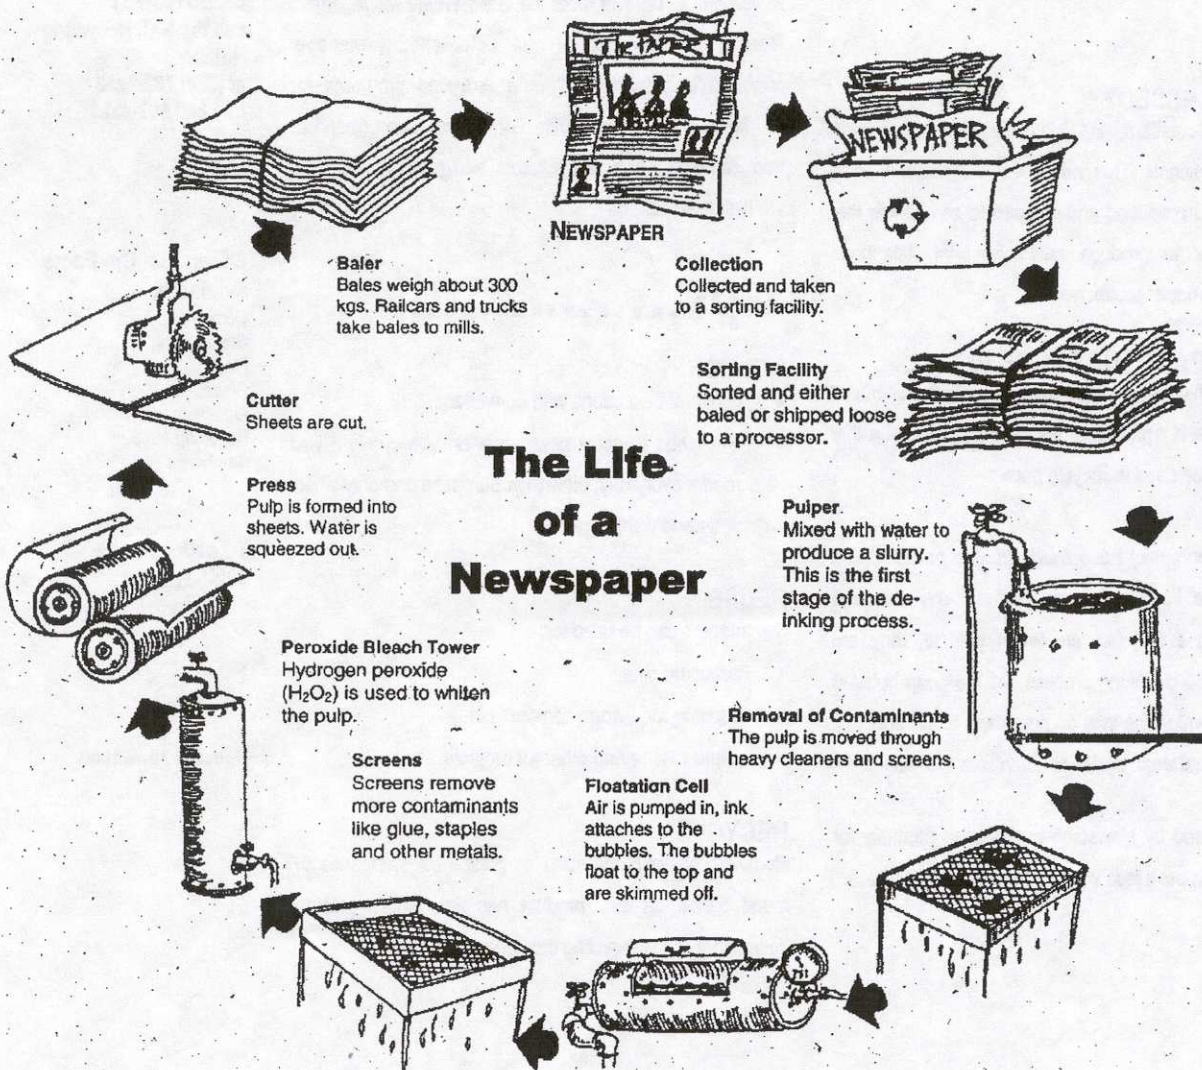 The PAPER
NEWSPAPER
NEWSPAPER
Collection
Collected and taken
to a sorting facility.
Sorting Facility
Sorted and either
baled or shipped loose
to a processor.
Pulper
Mixed with water to
produce a slurry.
This is the first
stage of the de-
inking process.
Removal of Contaminants
The pulp is moved through
heavy cleaners and screens.
Floatation Cell
Air is pumped in, ink
attaches to the
bubbles. The bubbles
float to the top and
are skimmed off.
Screens
Screens remove
more contaminants
like glue, staples
and other metals.
Peroxide Bleach Tower
Hydrogen peroxide
(H₂O₂) is used to whiten
the pulp.
Press
Pulp is formed into
sheets. Water is
squeezed out.
Cutter
Sheets are cut.
Baler
Bales weigh about 300
kgs. Railcars and trucks
take bales to mills.
The Life
of a
Newspaper